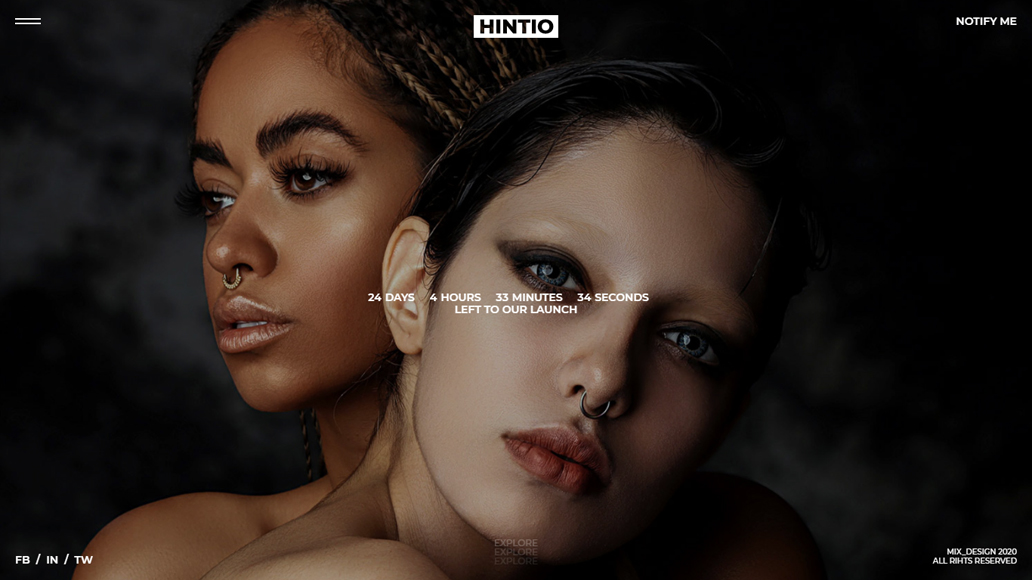 HINTIO
NOTIFY ME
24 DAYS 4 HOURS 33 MINUTES 34 SECONDS
LEFT TO OUR LAUNCH
EXPLORE
EXPLORE
EXPLORE
FB / IN / TW
MIX_DESIGN 2020
ALL RIHTS RESERVED